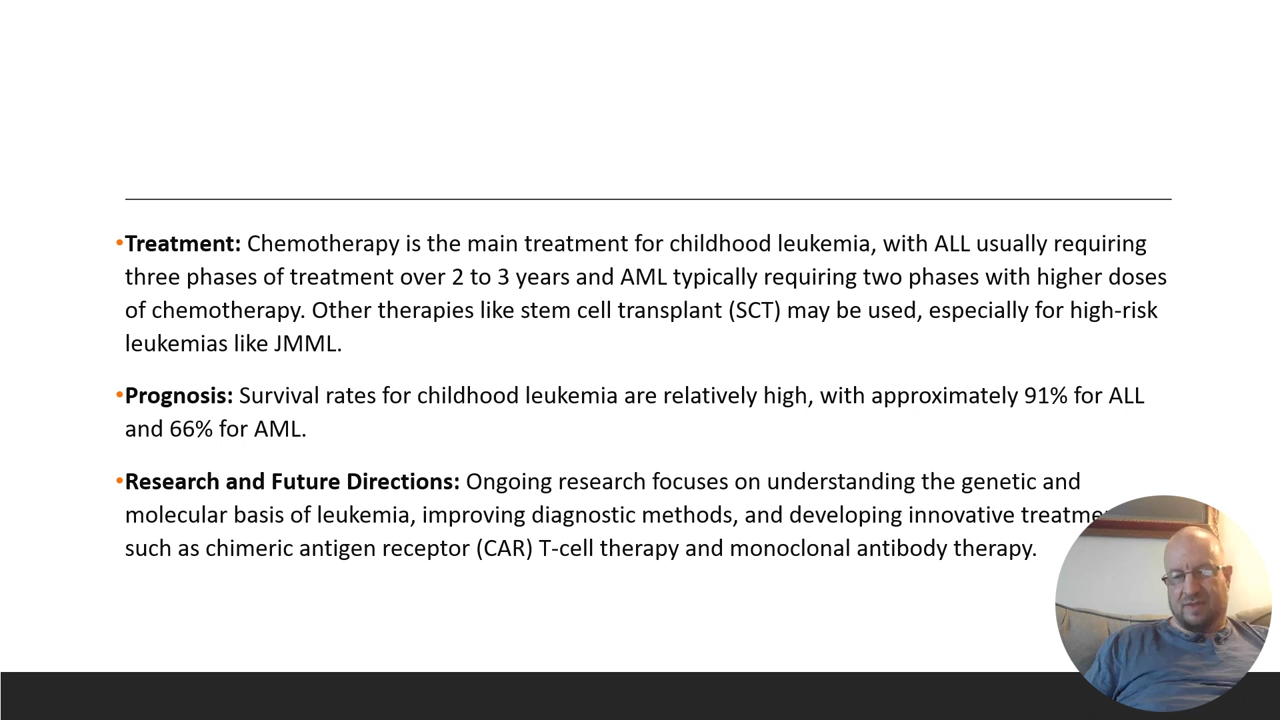 •Treatment: Chemotherapy is the main treatment for childhood leukemia, with ALL usually requiring
three phases of treatment over 2 to 3 years and AML typically requiring two phases with higher doses
of chemotherapy. Other therapies like stem cell transplant (SCT) may be used, especially for high-risk
leukemias like JMML.
•Prognosis: Survival rates for childhood leukemia are relatively high, with approximately 91% for ALL
and 66% for AML.
•Research and Future Directions: Ongoing research focuses on understanding the genetic and
molecular basis of leukemia, improving diagnostic methods, and developing innovative
such as chimeric antigen receptor (CAR) T-cell therapy and monoclonal antibody therapy.